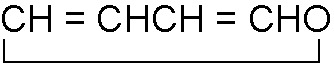 CH = CHCH = CHO